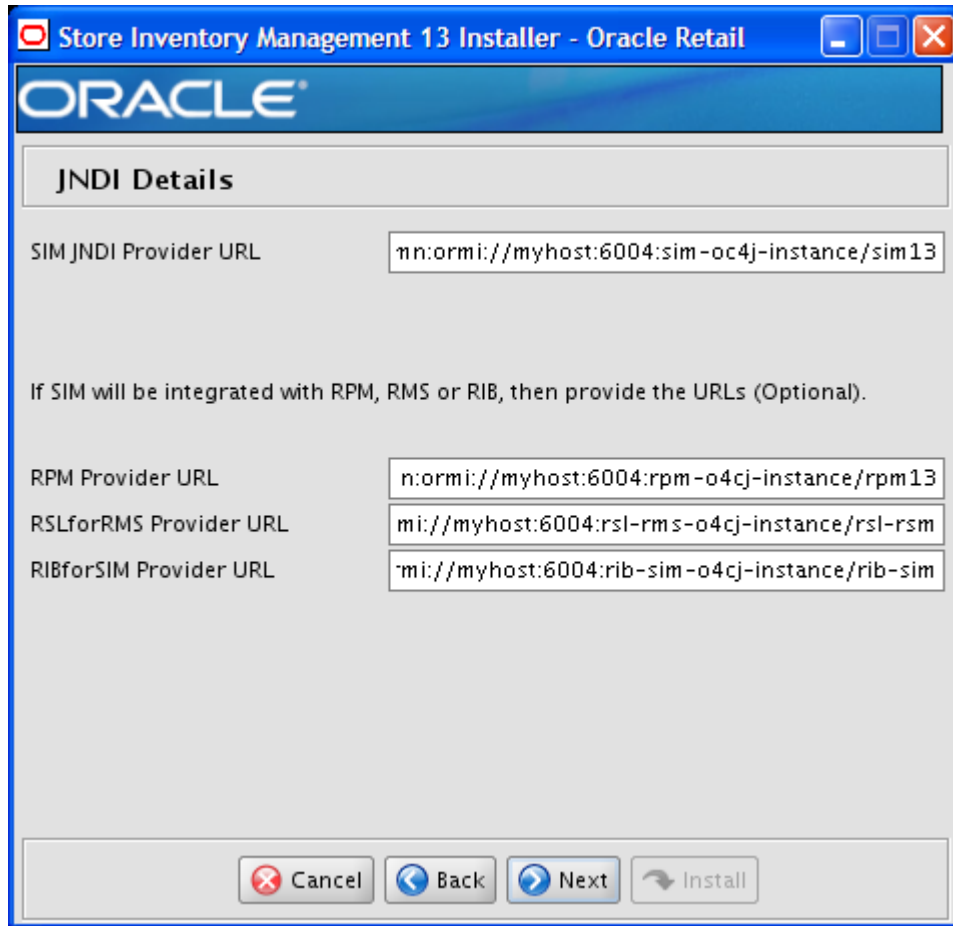 Store Inventory Management 13 Installer - Oracle Retail
ORACLE
JNDI Details
SIM JNDI Provider URL mn:ormi://myhost:6004:sim-oc4j-instance/sim13
If SIM will be integrated with RPM, RMS or RIB, then provide the URLs (Optional).
RPM Provider URL n:ormi://myhost:6004:rpm-o4cj-instance/rpm13
RSLforRMS Provider URL mi://myhost:6004:rsl-rms-o4cj-instance/rsl-rsm
RIBforSIM Provider URL rmi://myhost:6004:rib-sim-o4cj-instance/rib-sim
Cancel Back Next Install